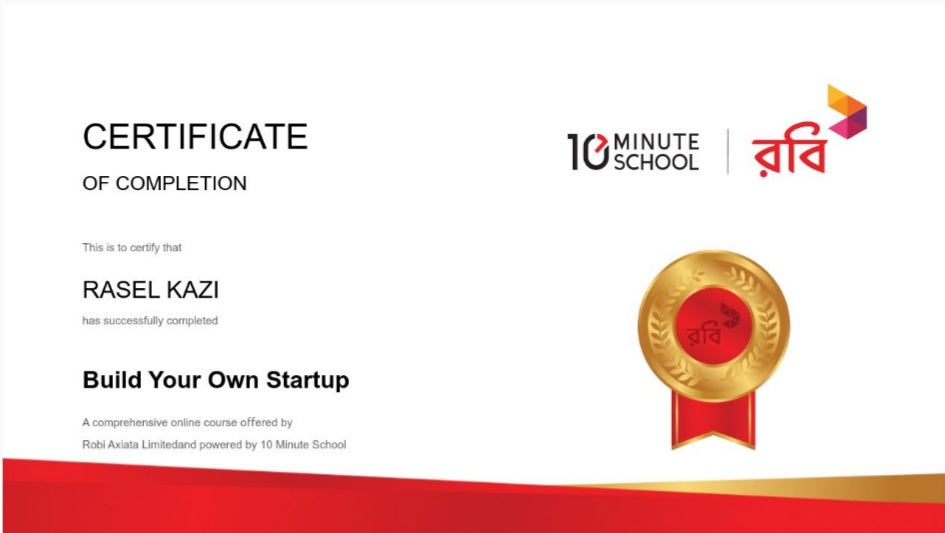 CERTIFICATE
OF COMPLETION
10 MINUTE
SCHOOL
রবি
This is to certify that
RASEL KAZI
has successfully completed
রবি
Build Your Own Startup
A comprehensive online course offered by
Robi Axiata Limitedand powered by 10 Minute School